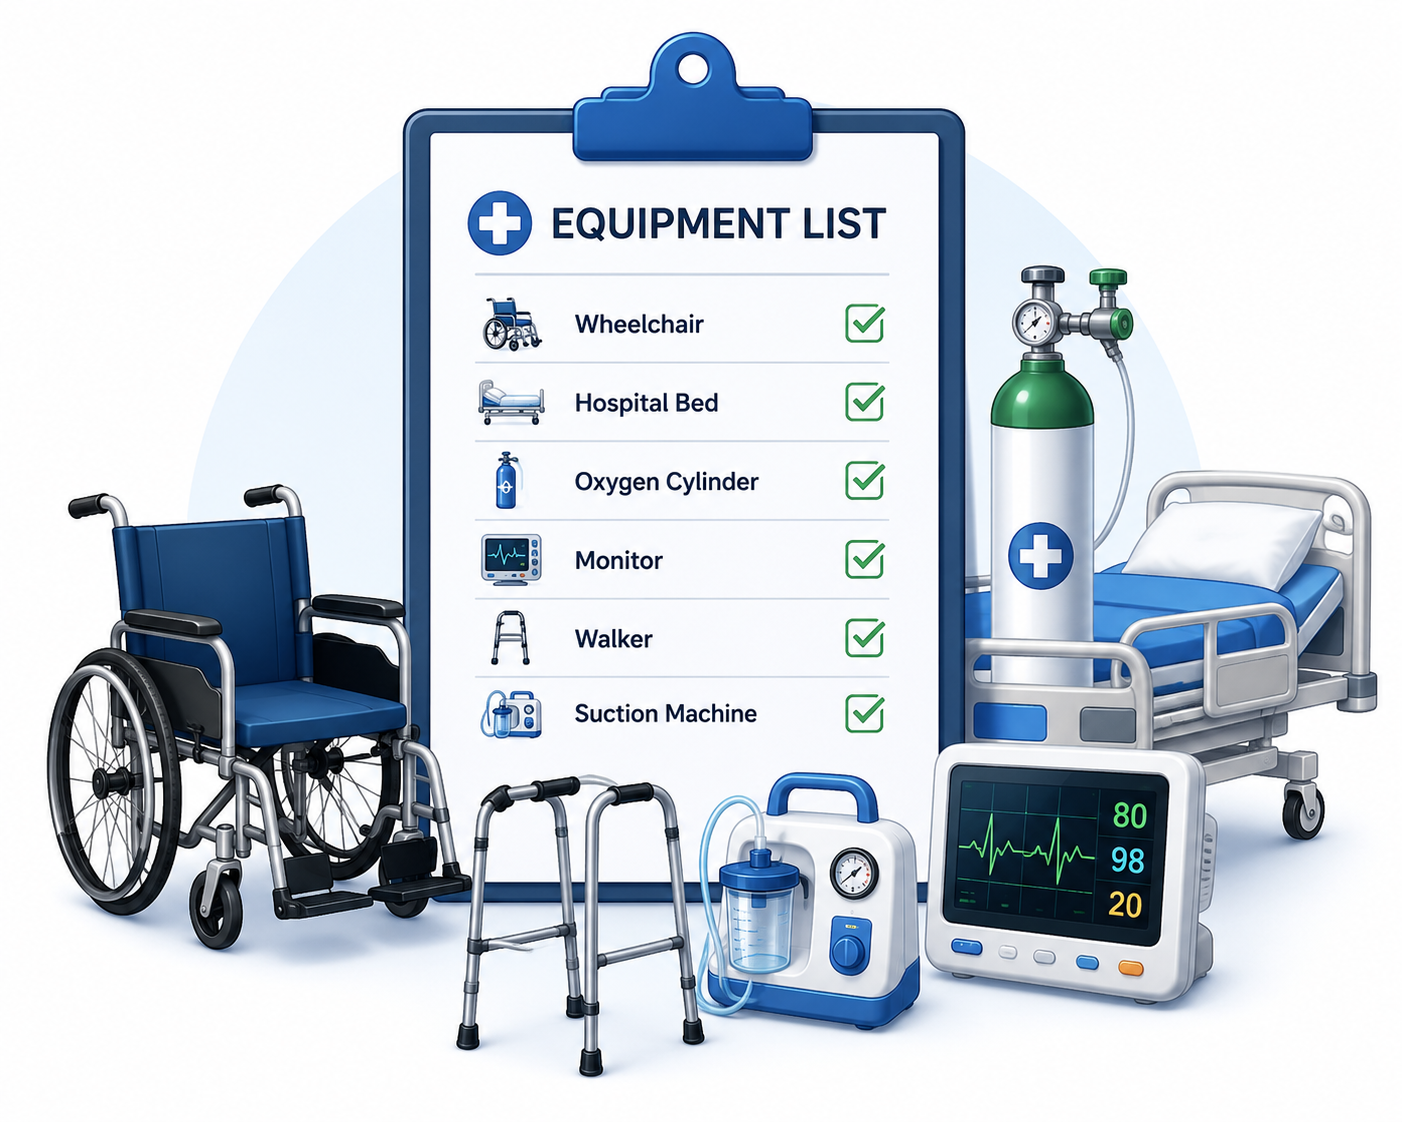 EQUIPMENT LIST
Wheelchair
Hospital Bed
Oxygen Cylinder
Monitor
Walker
Suction Machine
80
98
20